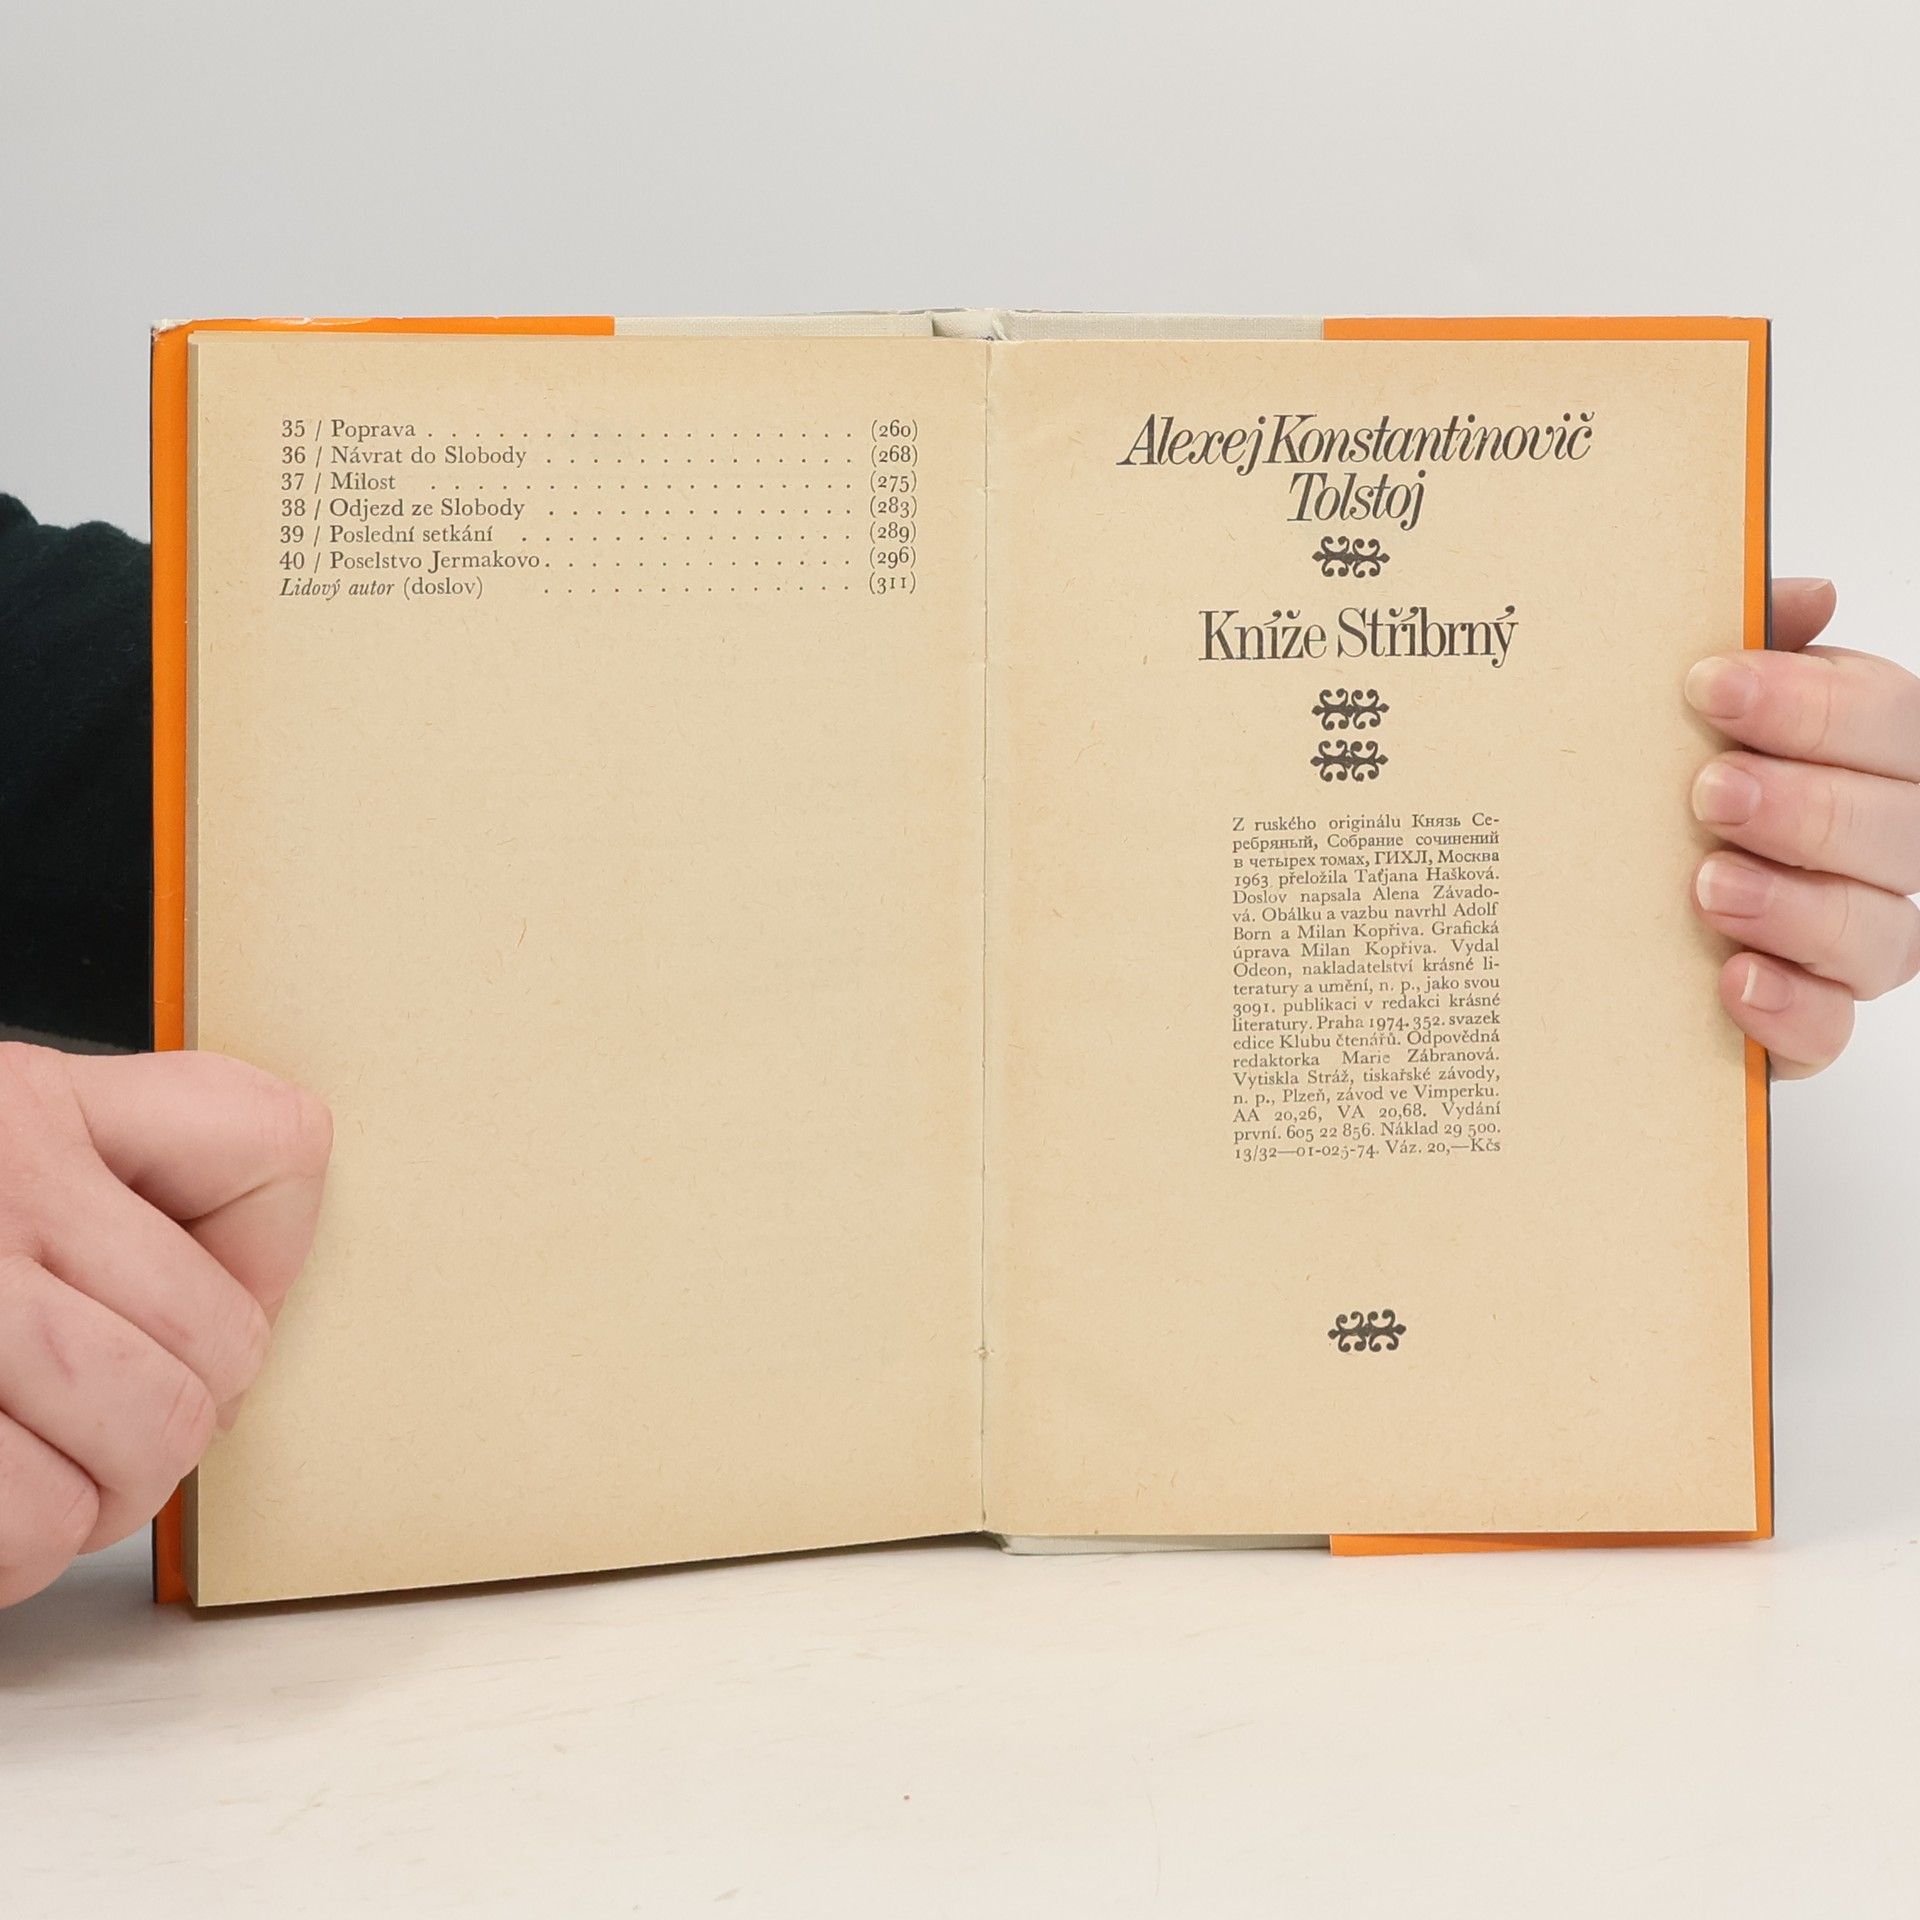 35 / Poprava . . . . . . . . . . . . . . . . . . . (260)
36 / Návrat do Slobody . . . . . . . . . . . . . . (268)
37 / Milost . . . . . . . . . . . . . . . . . . . (275)
38 / Odjezd ze Slobody . . . . . . . . . . . . . . (283)
39 / Poslední setkání . . . . . . . . . . . . . . . (289)
40 / Poselstvo Jermakovo . . . . . . . . . . . . . . (296)
Lidový autor (doslov) . . . . . . . . . . . . . . (311)
Alexej Konstantinovič
Tolstoj
Kníže Stříbrný
Z ruského originálu Князь Се-
ребряный, Собрание сочинений
в четырех томах, ГИХЛ, Москва
1963 přeložila Taťjana Hašková.
Doslov napsala Alena Závado-
vá. Obálku a vazbu navrhl Adolf
Born a Milan Kopřiva. Grafická
úprava Milan Kopřiva. Vydal
Odeon, nakladatelství krásné li-
teratury a umění, n. p., jako svou
3091. publikaci v redakci krásné
literatury. Praha 1974. 352. svazek
edice Klubu čtenářů. Odpovědná
redaktorka Marie Zábranová.
Vytiskla Stráž, tiskařské závody,
n. p., Plzeň, závod ve Vimperku.
AA 20,26, VA 20,68. Vydání
první. 605 22 856. Náklad 29 500.
13/32—01-025-74. Váz. 20,—Kčs